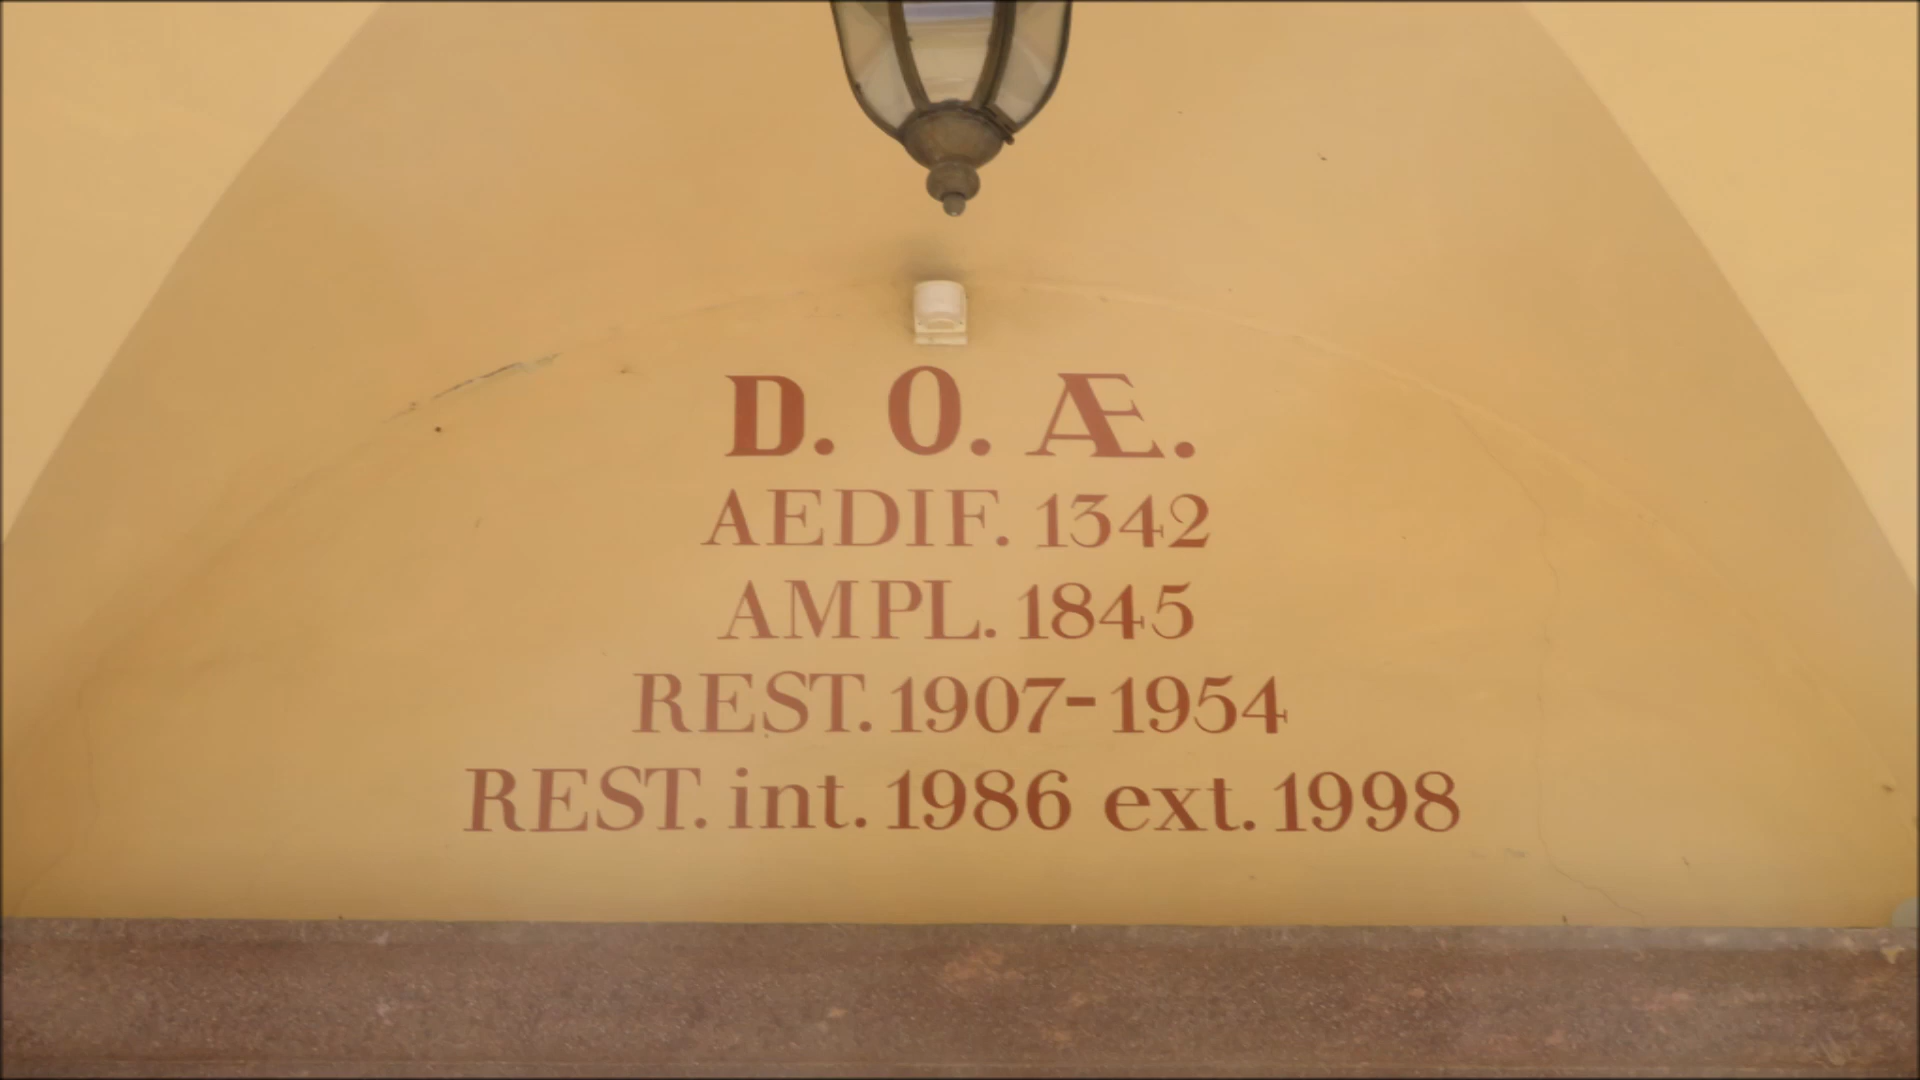 D. O. Æ.
AEDIF. 1342
AMPL. 1845
REST. 1907-1954
REST. int. 1986 ext. 1998